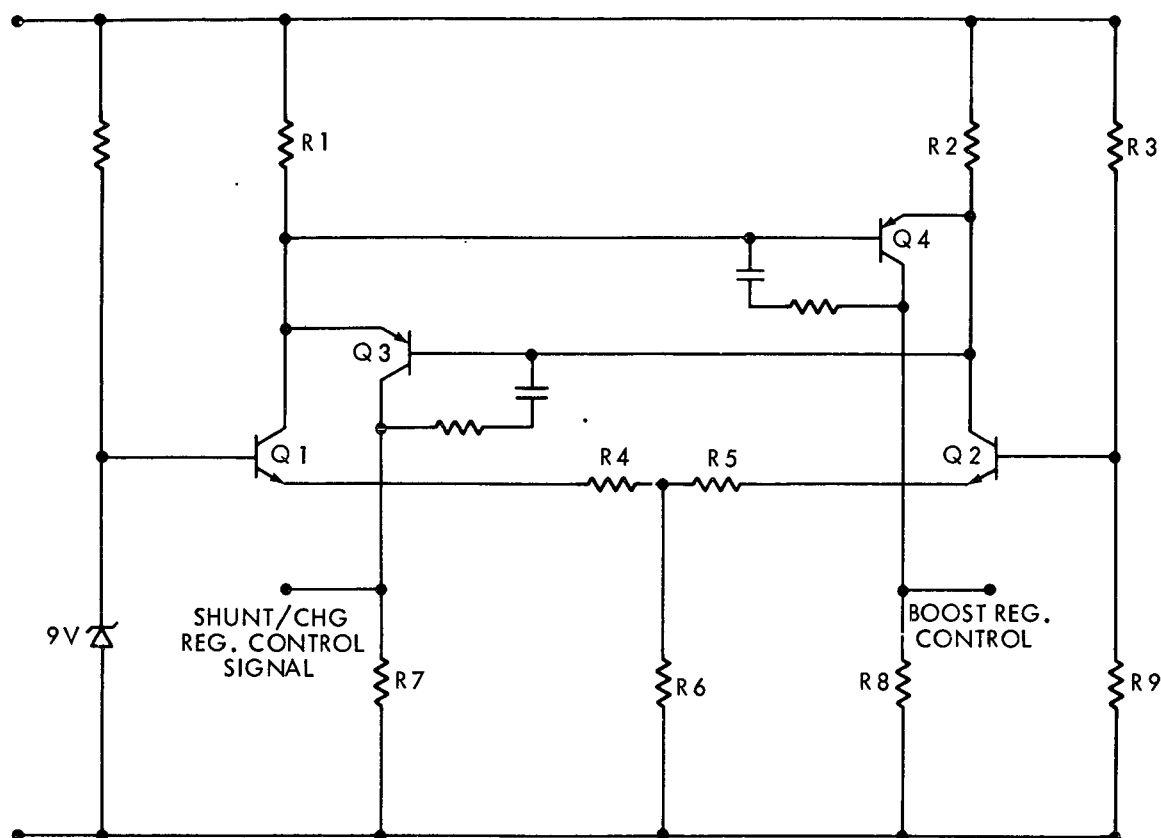 R1
R2
R3
Q4
Q3
Q1
R4
R5
Q2
9V
SHUNT/CHG
REG. CONTROL
SIGNAL
BOOST REG.
CONTROL
R7
R6
R8
R9